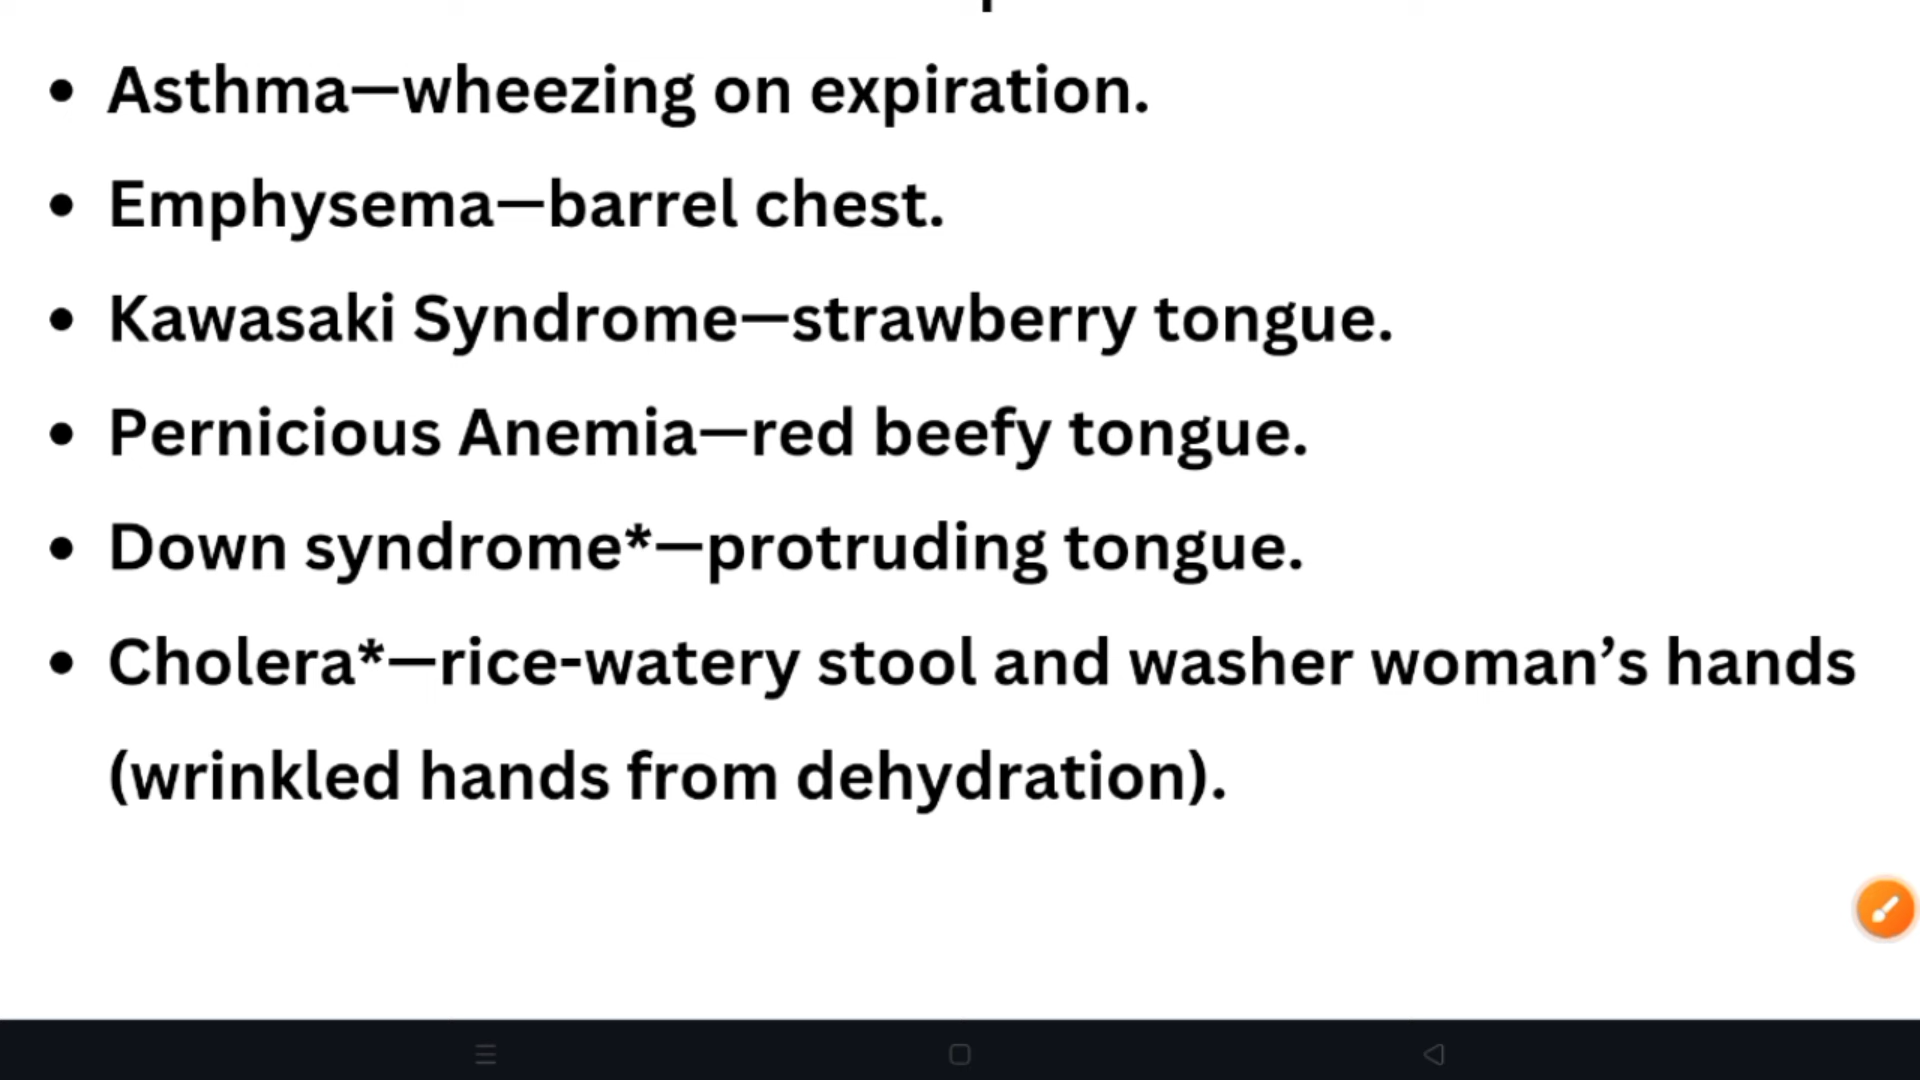 • Asthma—wheezing on expiration.
• Emphysema—barrel chest.
• Kawasaki Syndrome—strawberry tongue.
• Pernicious Anemia—red beefy tongue.
• Down syndrome*—protruding tongue.
• Cholera*—rice-watery stool and washer woman’s hands
(wrinkled hands from dehydration).